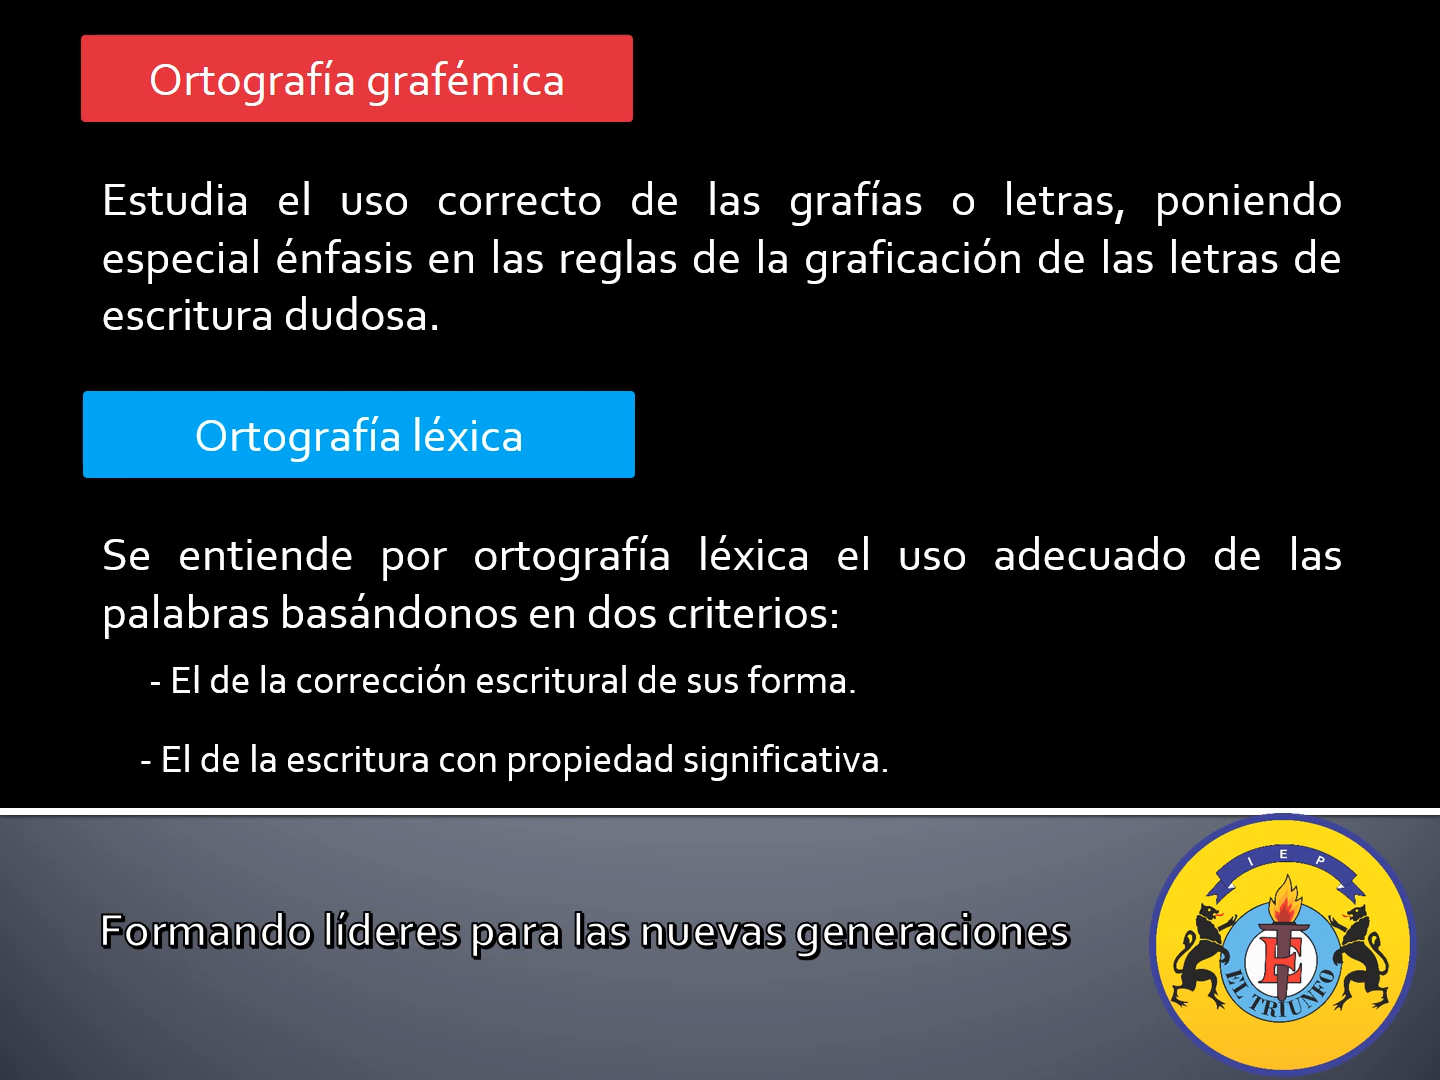 Ortografía grafémica
Estudia el uso correcto de las grafías o letras, poniendo
especial énfasis en las reglas de la graficación de las letras de
escritura dudosa.
Ortografía léxica
Se entiende por ortografía léxica el uso adecuado de las
palabras basándonos en dos criterios:
- El de la corrección escritural de sus forma.
- El de la escritura con propiedad significativa.
Formando líderes para las nuevas generaciones
I E P
E
EL TRIUNFO